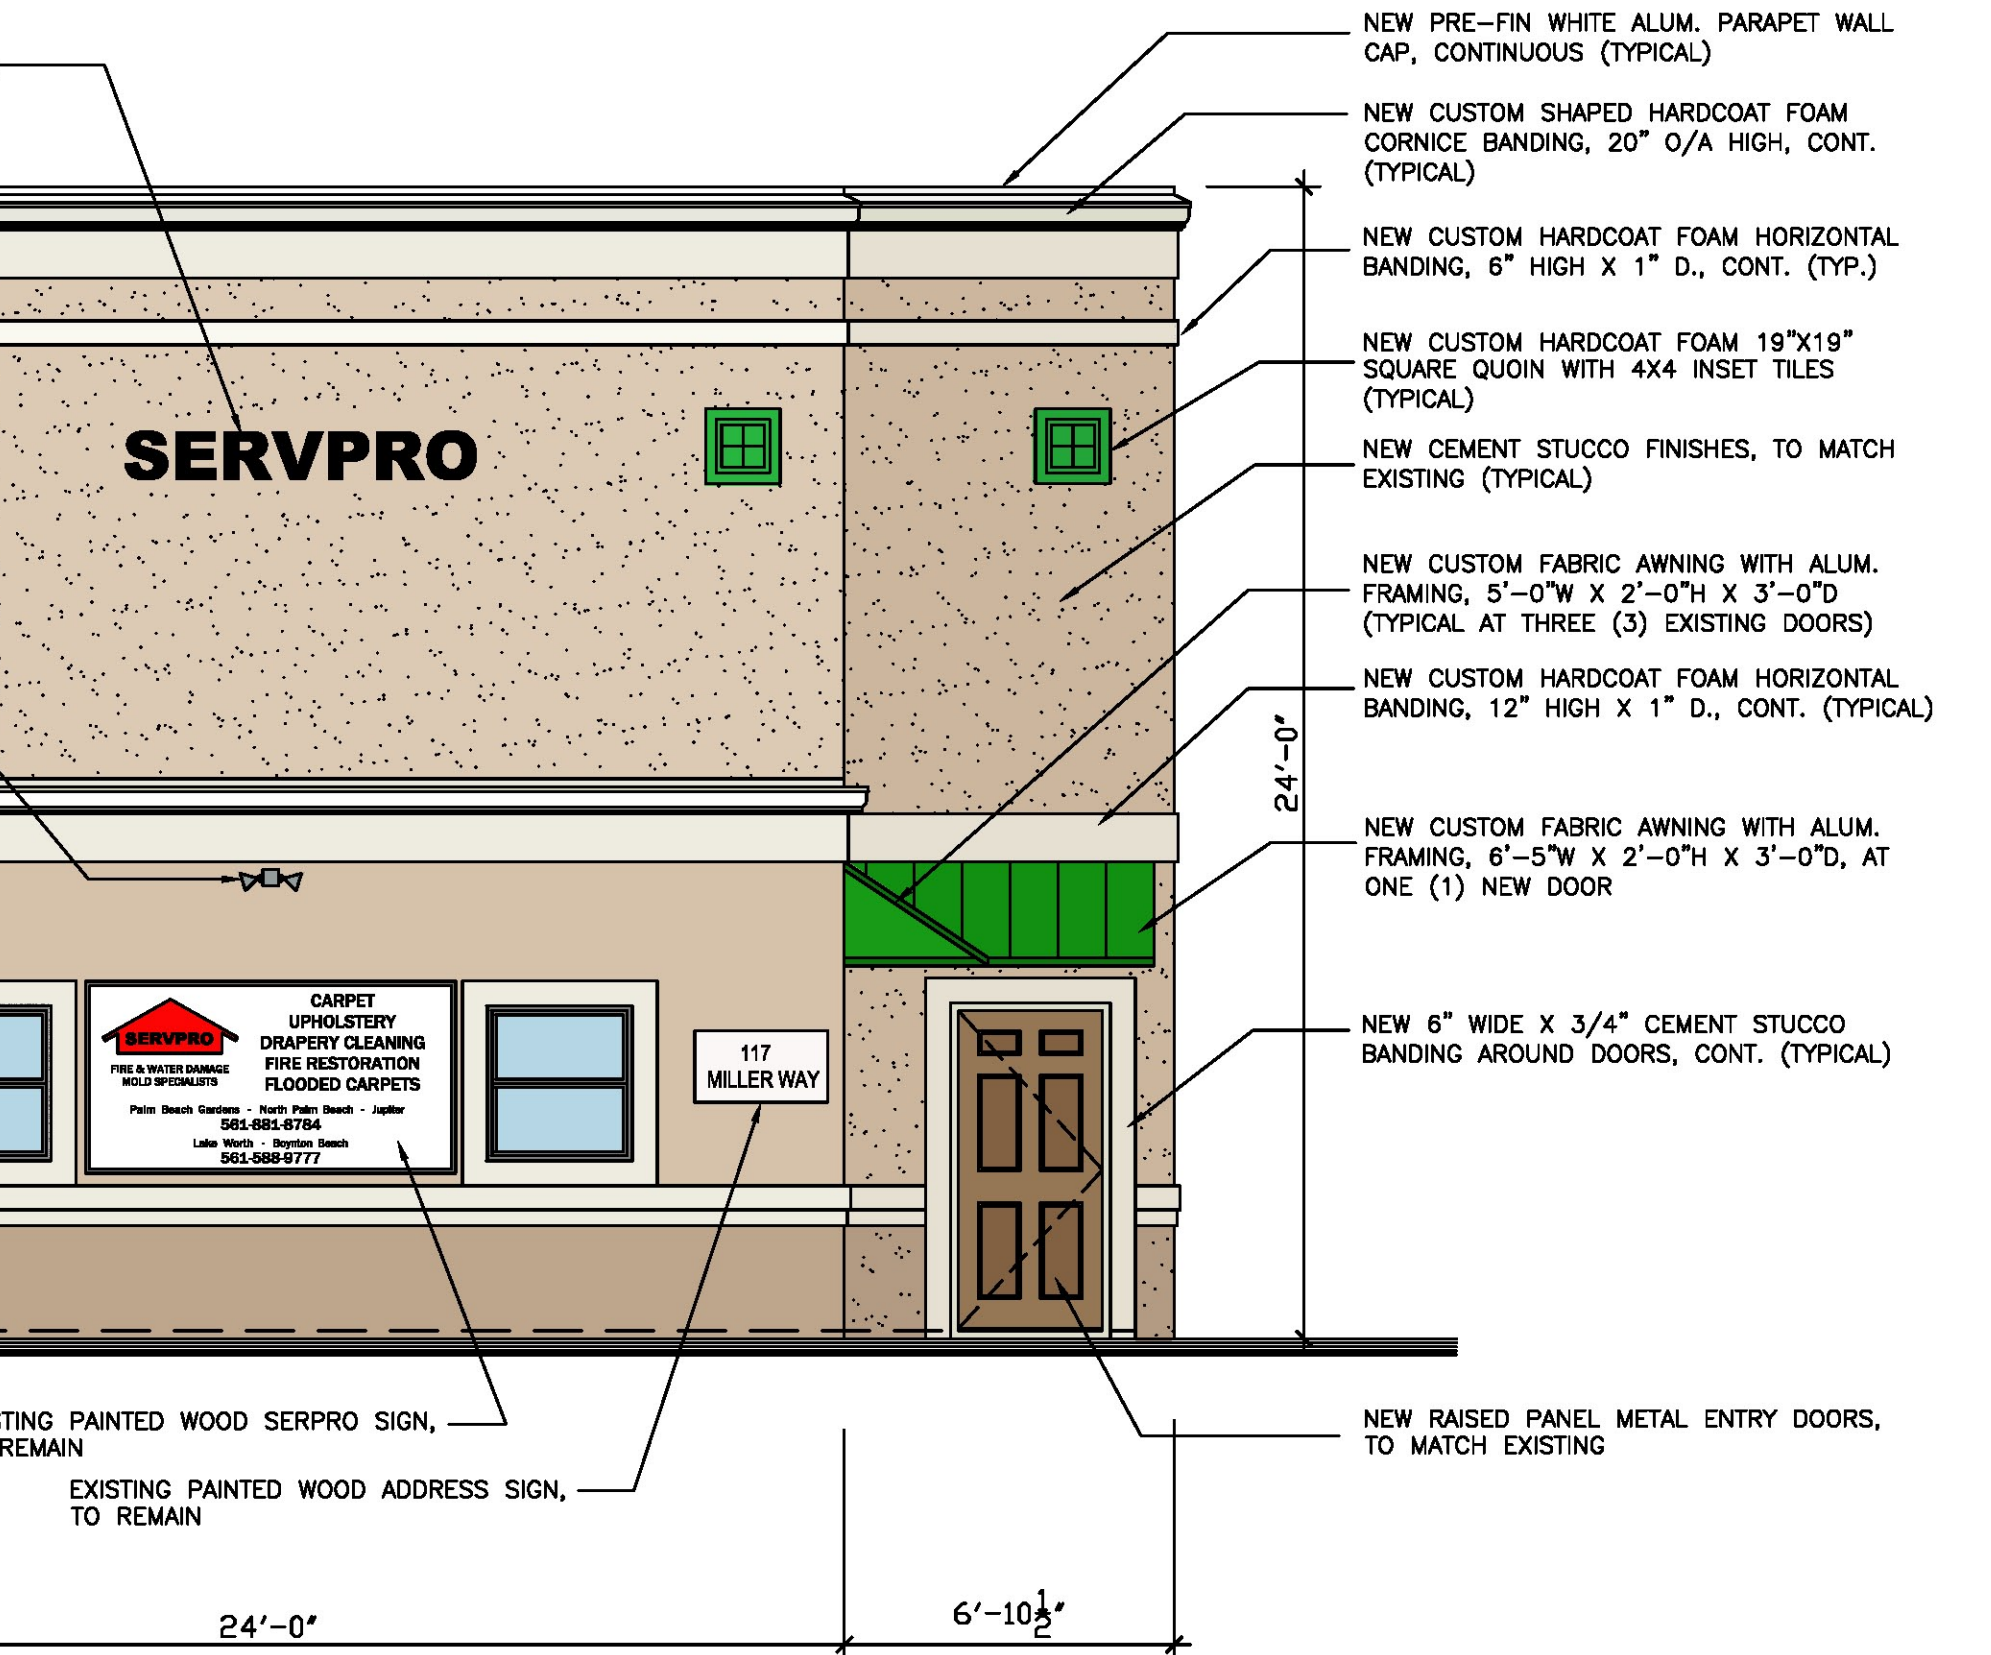 NEW PRE-FIN WHITE ALUM. PARAPET WALL
CAP, CONTINUOUS (TYPICAL)
NEW CUSTOM SHAPED HARDCOAT FOAM
CORNICE BANDING, 20" O/A HIGH, CONT.
(TYPICAL)
NEW CUSTOM HARDCOAT FOAM HORIZONTAL
BANDING, 6" HIGH X 1" D., CONT. (TYP.)
NEW CUSTOM HARDCOAT FOAM 19"X19"
SQUARE QUOIN WITH 4X4 INSET TILES
(TYPICAL)
NEW CEMENT STUCCO FINISHES, TO MATCH
EXISTING (TYPICAL)
NEW CUSTOM FABRIC AWNING WITH ALUM.
FRAMING, 5'-0"W X 2'-0"H X 3'-0"D
(TYPICAL AT THREE (3) EXISTING DOORS)
NEW CUSTOM HARDCOAT FOAM HORIZONTAL
BANDING, 12" HIGH X 1" D., CONT. (TYPICAL)
NEW CUSTOM FABRIC AWNING WITH ALUM.
FRAMING, 6'-5"W X 2'-0"H X 3'-0"D, AT
ONE (1) NEW DOOR
NEW 6" WIDE X 3/4" CEMENT STUCCO
BANDING AROUND DOORS, CONT. (TYPICAL)
NEW RAISED PANEL METAL ENTRY DOORS,
TO MATCH EXISTING
24'-0"
SERVPRO
SERVPRO
FIRE & WATER DAMAGE
MOLD SPECIALISTS
CARPET
UPHOLSTERY
DRAPERY CLEANING
FIRE RESTORATION
FLOODED CARPETS
Palm Beach Gardens - North Palm Beach - Jupiter
561-881-8784
Lake Worth - Boynton Beach
561-588-9777
117
MILLER WAY
TING PAINTED WOOD SERPRO SIGN,
REMAIN
EXISTING PAINTED WOOD ADDRESS SIGN,
TO REMAIN
24'-0"
6'-10 1/2"